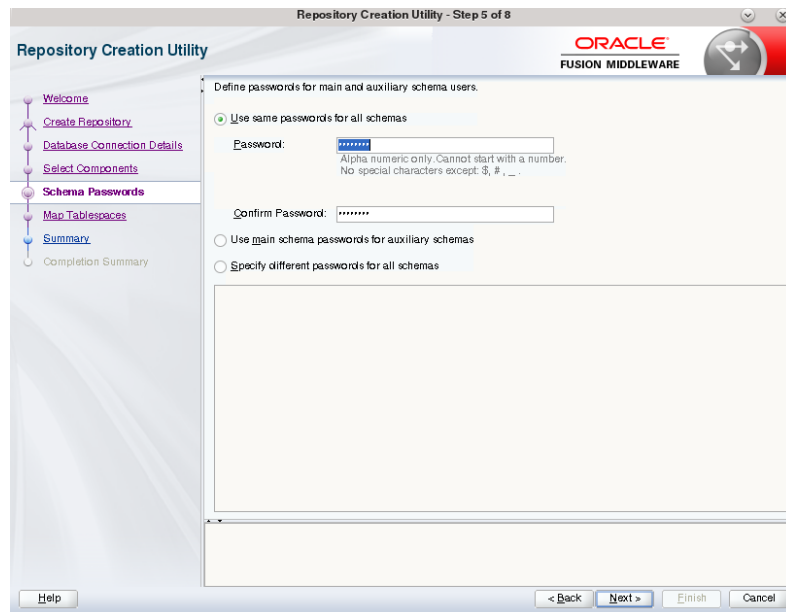 Repository Creation Utility - Step 5 of 8
Repository Creation Utility
ORACLE
FUSION MIDDLEWARE
Welcome
Create Repository
Database Connection Details
Select Components
Schema Passwords
Map Tablespaces
Summary
Completion Summary
Define passwords for main and auxiliary schema users.
Use same passwords for all schemas
Password: ••••••••
Alpha numeric only.Cannot start with a number.
No special characters except: $, # , _ .
Confirm Password: ••••••••
Use main schema passwords for auxiliary schemas
Specify different passwords for all schemas
Help
< Back
Next >
Finish
Cancel